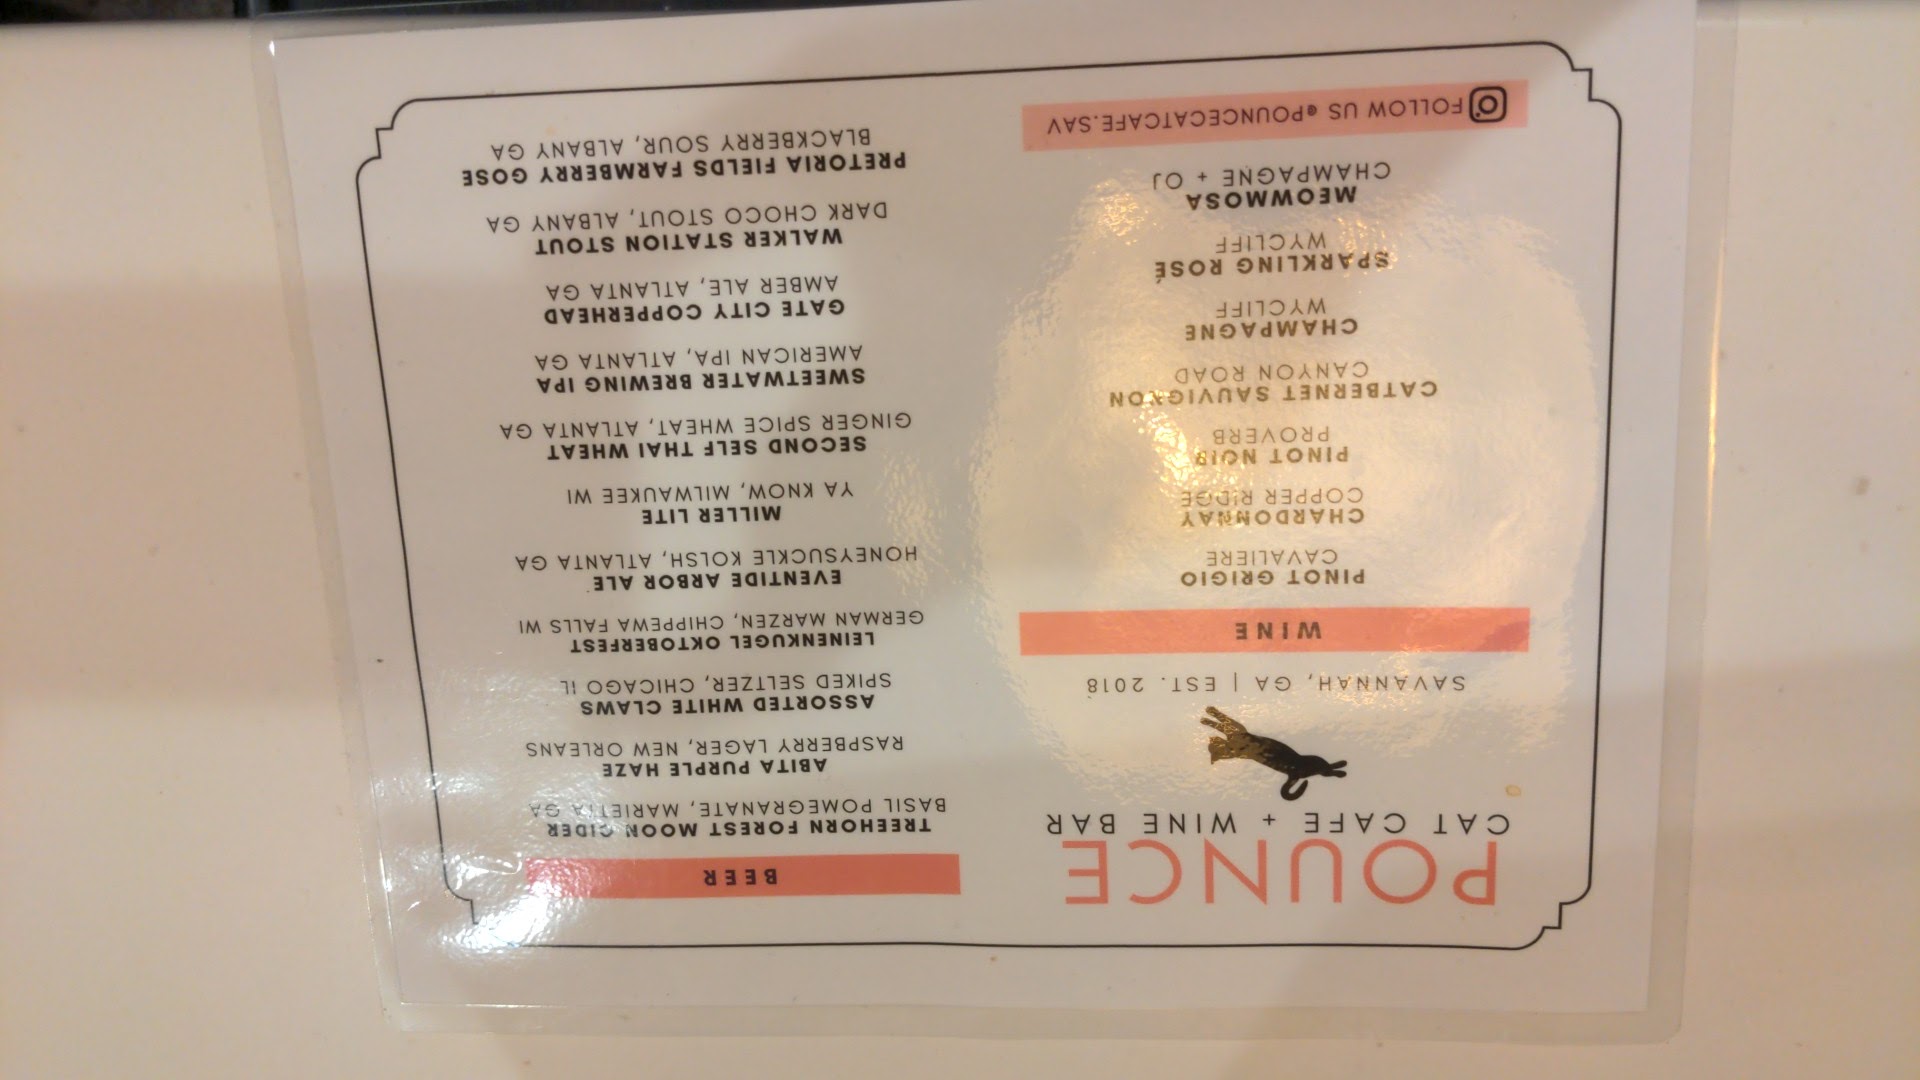 POUNCE
CAT CAFE + WINE BAR
SAVANNAH, GA | EST. 2018
WINE
PINOT GRIGIO
CAVALIERE
CHARDONNAY
COPPER RIDGE
PINOT NOIR
PROVERB
CATBERNET SAUVIGNON
CANYON ROAD
CHAMPAGNE
WYCLIFF
SPARKLING ROSÉ
WYCLIFF
MEOWMOSA
CHAMPAGNE + OJ
FOLLOW US @POUNCECATCAFE.SAV
BEER
TREEHORN FOREST MOON CIDER
BASIL POMEGRANATE, MARIETTA GA
ABITA PURPLE HAZE
RASPBERRY LAGER, NEW ORLEANS
ASSORTED WHITE CLAWS
SPIKED SELTZER, CHICAGO IL
LEINENKUGEL OKTOBERFEST
GERMAN MARZEN, CHIPPEWA FALLS WI
EVENTIDE ARBOR ALE
HONEYSUCKLE KOLSH, ATLANTA GA
MILLER LITE
YA KNOW, MILWAUKEE WI
SECOND SELF THAI WHEAT
GINGER SPICE WHEAT, ATLANTA GA
SWEETWATER BREWING IPA
AMERICAN IPA, ATLANTA GA
GATE CITY COPPERHEAD
AMBER ALE, ATLANTA GA
WALKER STATION STOUT
DARK CHOCO STOUT, ALBANY GA
PRETORIA FIELDS FARMBERRY GOSE
BLACKBERRY SOUR, ALBANY GA